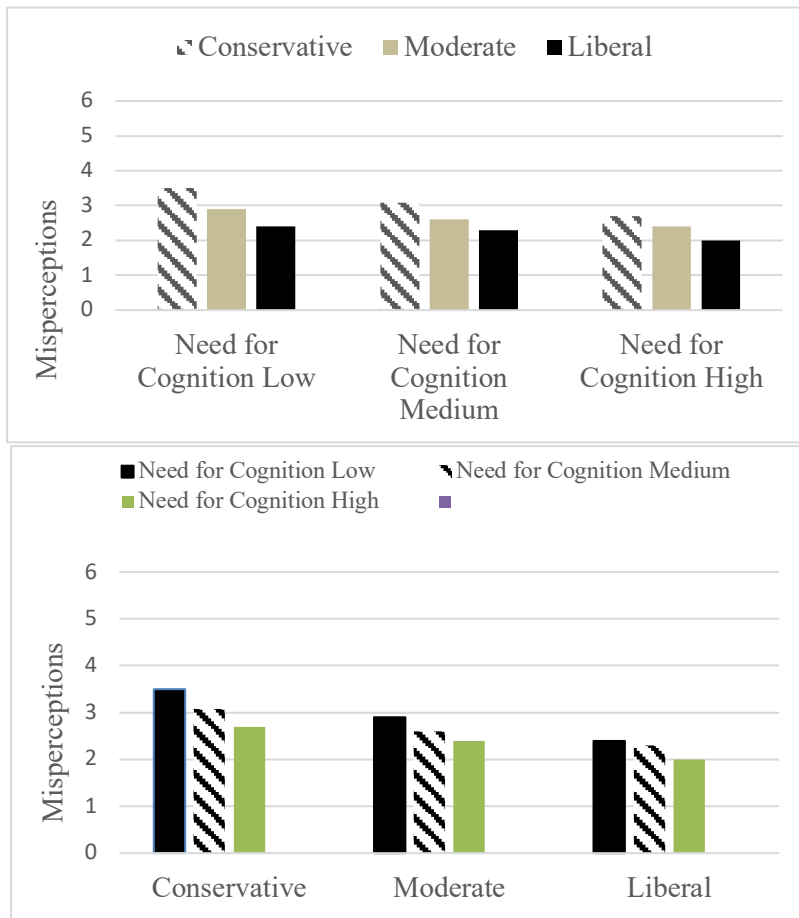 Conservative Moderate Liberal
6
5
4
3
2
1
0
Misperceptions
Need for Cognition Low
Need for Cognition Medium
Need for Cognition High
Need for Cognition Low Need for Cognition Medium
Need for Cognition High
6
5
4
3
2
1
0
Misperceptions
Conservative Moderate Liberal